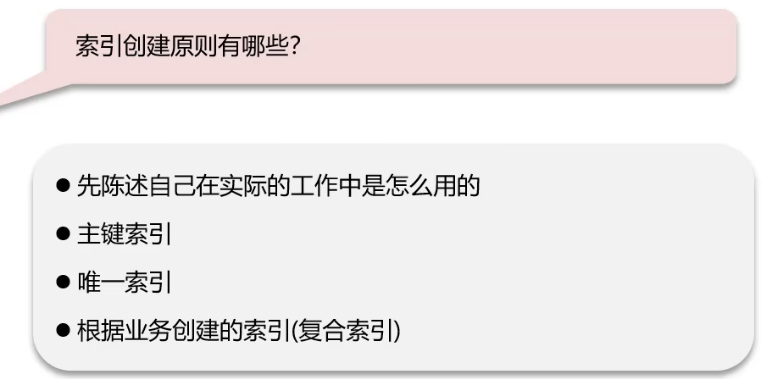 索引创建原则有哪些?
●先陈述自己在实际的工作中是怎么用的
●主键索引
●唯一索引
●根据业务创建的索引(复合索引)